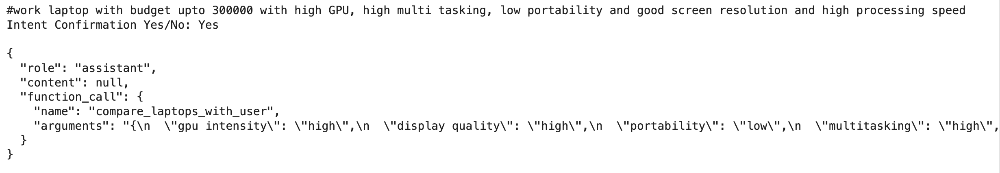 #work laptop with budget upto 300000 with high GPU, high multi tasking, low portability and good screen resolution and high processing speed
Intent Confirmation Yes/No: Yes
{
"role": "assistant",
"content": null,
"function_call": {
"name": "compare_laptops_with_user",
"arguments": "{\n  \"gpu intensity\": \"high\",\n  \"display quality\": \"high\",\n  \"portability\": \"low\",\n  \"multitasking\": \"high\",
}
}